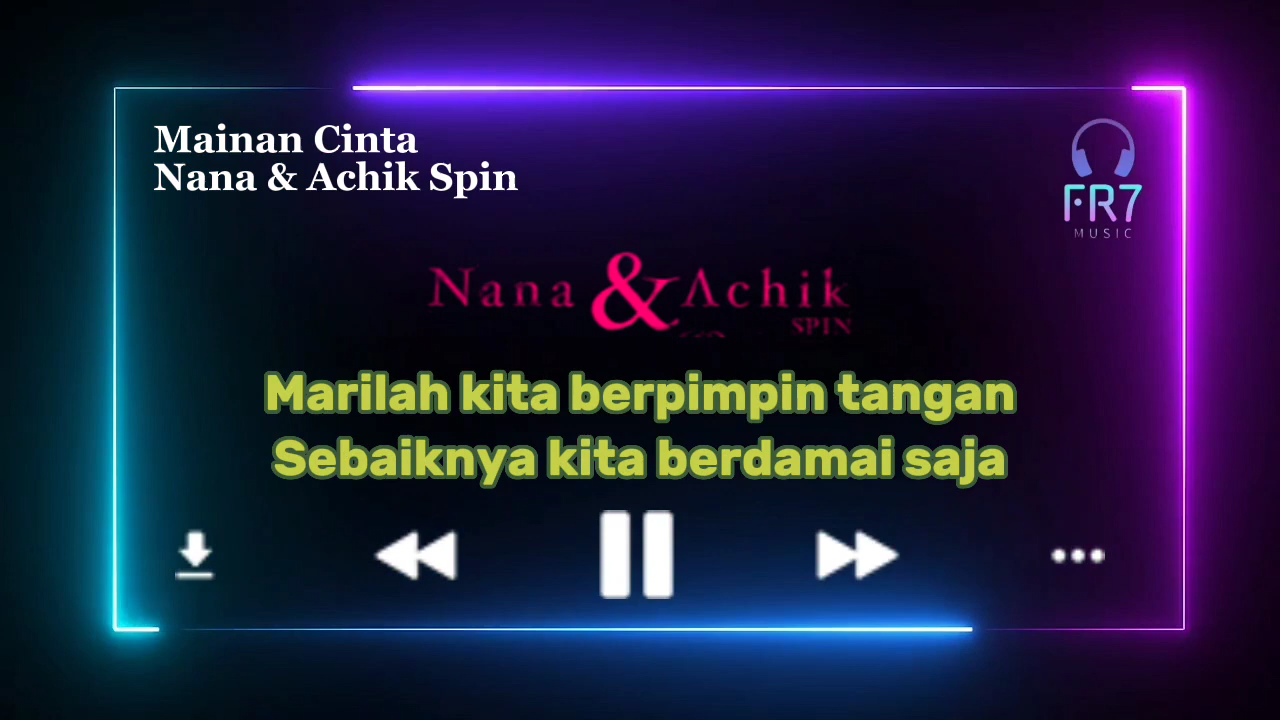 Mainan Cinta
Nana & Achik Spin
FR7
MUSIC
Nana & Achik
SPIN
Marilah kita berpimpin tangan
Sebaiknya kita berdamai saja